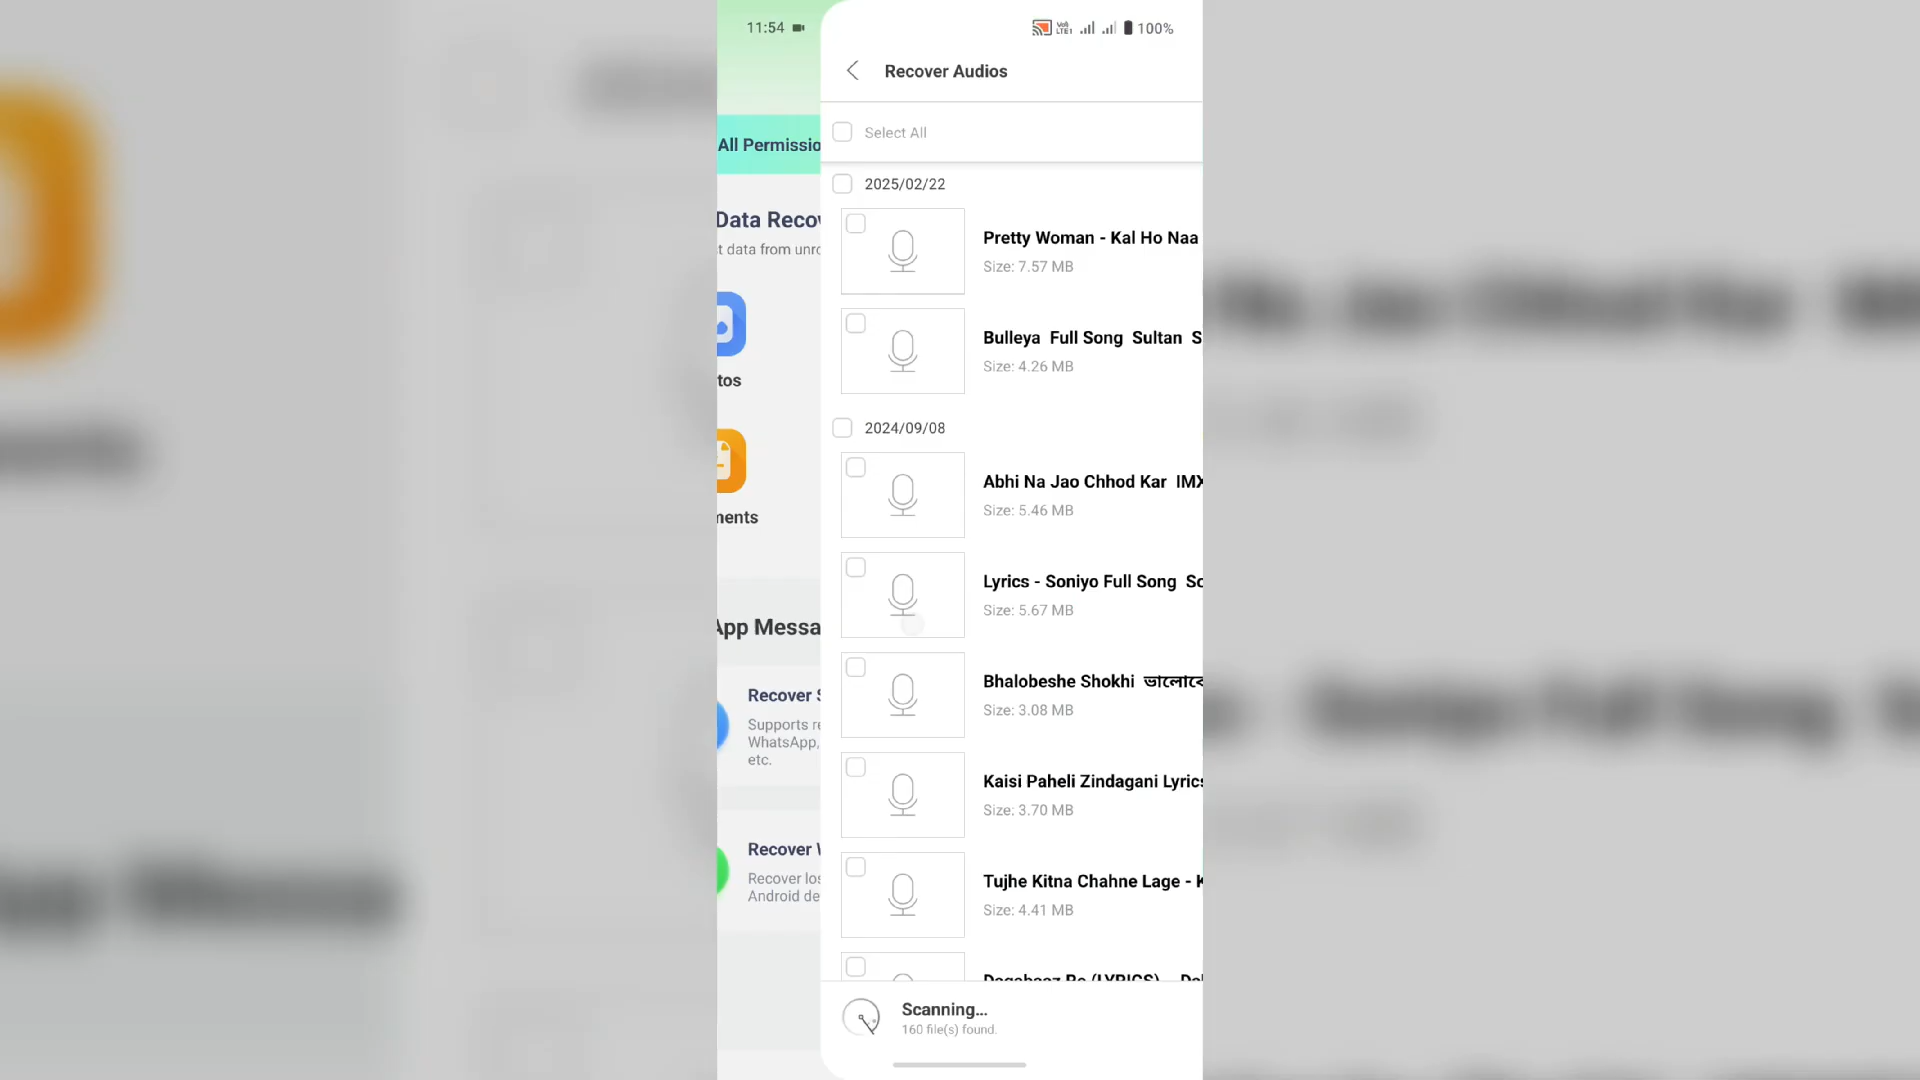 11:54
VoLTE1
100%
Recover Audios
Select All
All Permissio
2025/02/22
Data Recov
t data from unro
Pretty Woman - Kal Ho Naa
Size: 7.57 MB
Bulleya Full Song Sultan S
Size: 4.26 MB
tos
2024/09/08
Abhi Na Jao Chhod Kar IMX
Size: 5.46 MB
ments
Lyrics - Soniyo Full Song So
Size: 5.67 MB
App Messa
Bhalobeshe Shokhi ভালোবে
Size: 3.08 MB
Recover S
Supports re
WhatsApp,
etc.
Kaisi Paheli Zindagani Lyrics
Size: 3.70 MB
Recover W
Recover los
Android de
Tujhe Kitna Chahne Lage - K
Size: 4.41 MB
Dagabaaz Re (LYRICS) Da
Scanning...
160 file(s) found.